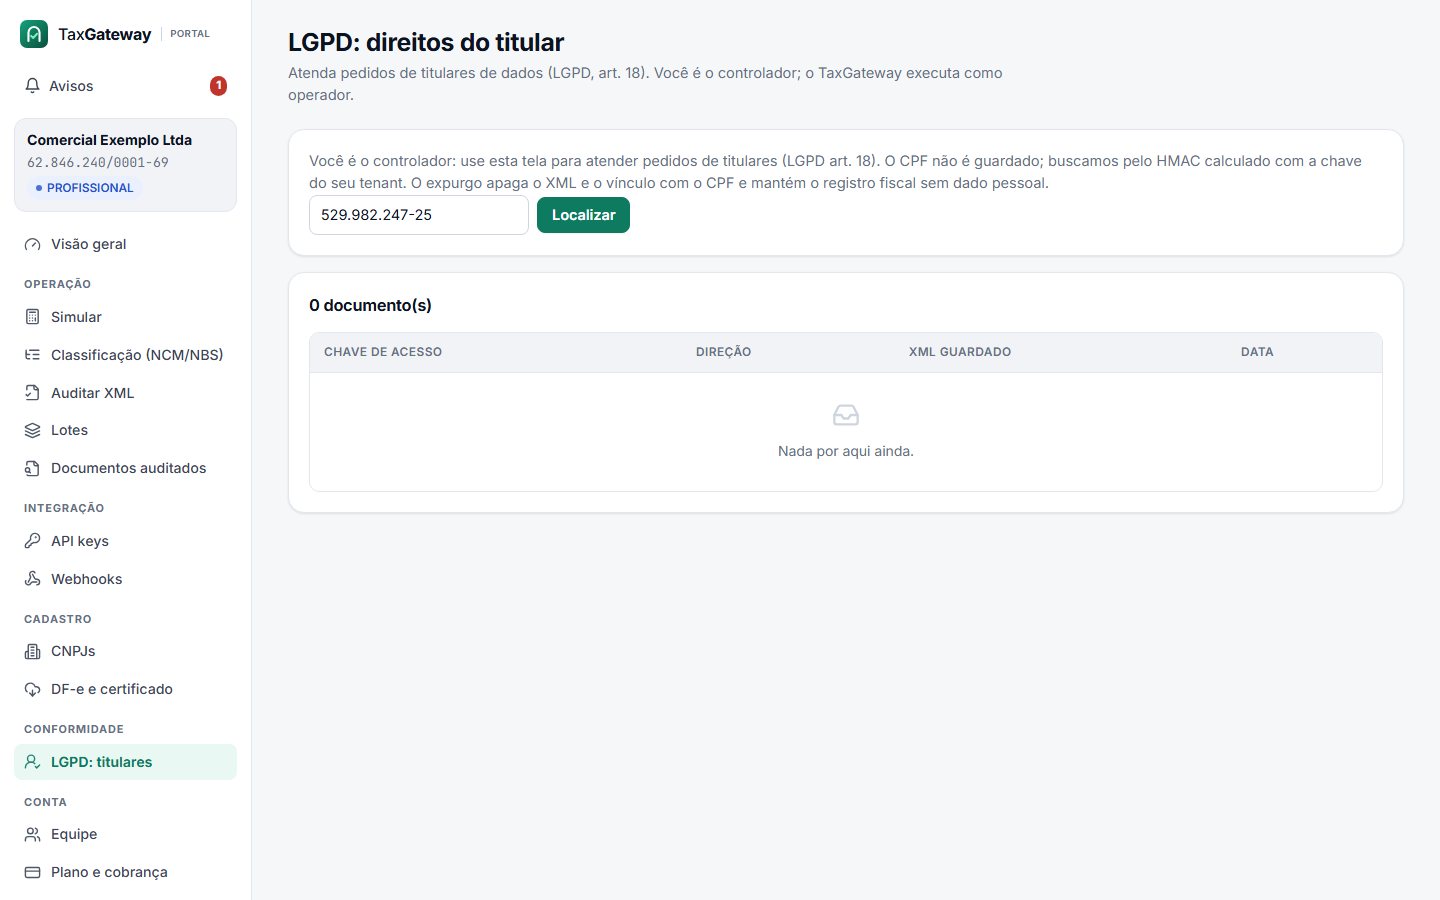 TaxGateway PORTAL
Avisos 1
Comercial Exemplo Ltda
62.846.240/0001-69
PROFISSIONAL
Visão geral
OPERAÇÃO
Simular
Classificação (NCM/NBS)
Auditar XML
Lotes
Documentos auditados
INTEGRAÇÃO
API keys
Webhooks
CADASTRO
CNPJs
DF-e e certificado
CONFORMIDADE
LGPD: titulares
CONTA
Equipe
Plano e cobrança
LGPD: direitos do titular
Atenda pedidos de titulares de dados (LGPD, art. 18). Você é o controlador; o TaxGateway executa como
operador.
Você é o controlador: use esta tela para atender pedidos de titulares (LGPD art. 18). O CPF não é guardado; buscamos pelo HMAC calculado com a chave
do seu tenant. O expurgo apaga o XML e o vínculo com o CPF e mantém o registro fiscal sem dado pessoal.
529.982.247-25 Localizar
0 documento(s)
CHAVE DE ACESSO DIREÇÃO XML GUARDADO DATA
Nada por aqui ainda.